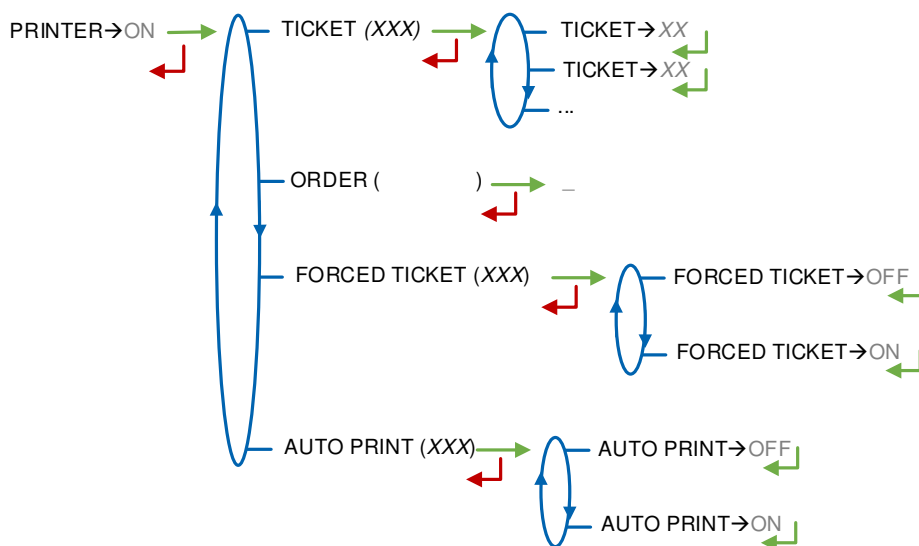 PRINTER→ON
TICKET (XXX)
TICKET→XX
TICKET→XX
...
ORDER ( )
_
FORCED TICKET (XXX)
FORCED TICKET→OFF
FORCED TICKET→ON
AUTO PRINT (XXX)
AUTO PRINT→OFF
AUTO PRINT→ON